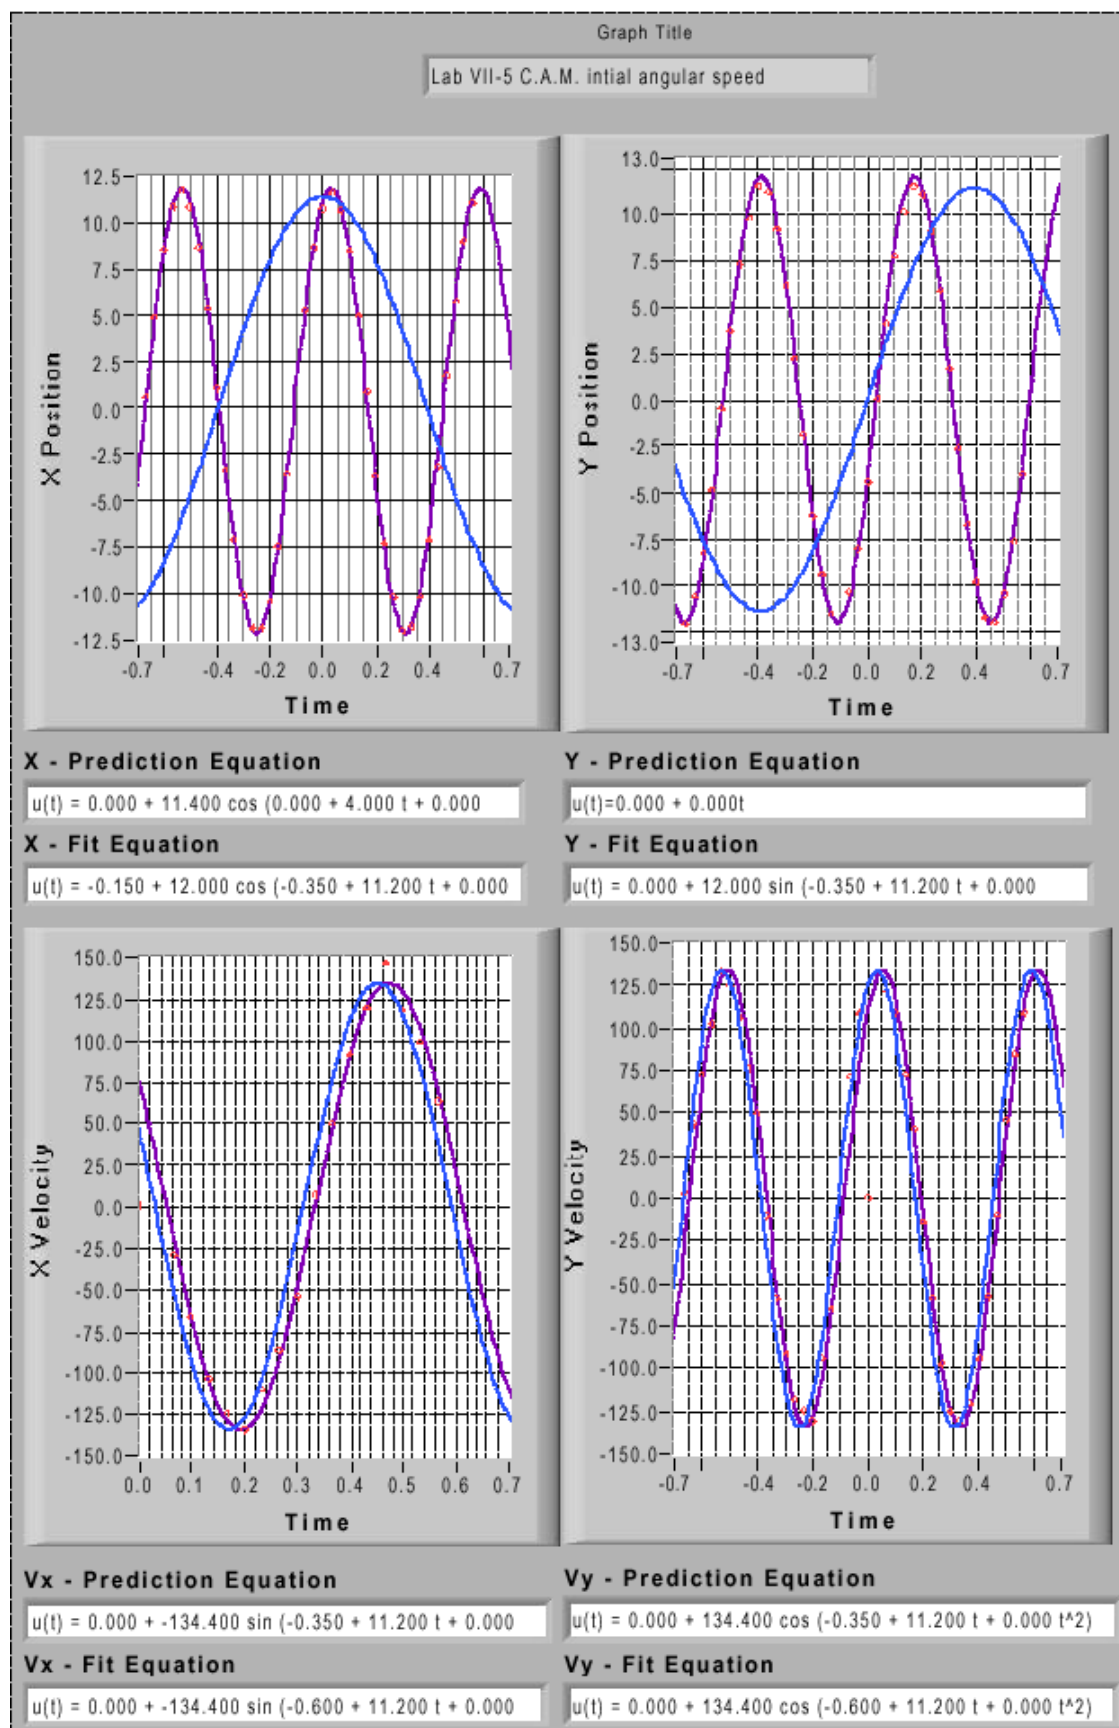 Graph Title
Lab VII-5 C.A.M. intial angular speed
X Position
12.5
10.0
7.5
5.0
2.5
0.0
-2.5
-5.0
-7.5
-10.0
-12.5
-0.7 -0.4 -0.2 0.0 0.2 0.4 0.7
Time
Y Position
13.0
10.0
7.5
5.0
2.5
0.0
-2.5
-5.0
-7.5
-10.0
-13.0
-0.7 -0.4 -0.2 0.0 0.2 0.4 0.7
Time
X - Prediction Equation
u(t) = 0.000 + 11.400 cos (0.000 + 4.000 t + 0.000
Y - Prediction Equation
u(t)=0.000 + 0.000t
X - Fit Equation
u(t) = -0.150 + 12.000 cos (-0.350 + 11.200 t + 0.000
Y - Fit Equation
u(t) = 0.000 + 12.000 sin (-0.350 + 11.200 t + 0.000
X Velocity
150.0
125.0
100.0
75.0
50.0
25.0
0.0
-25.0
-50.0
-75.0
-100.0
-125.0
-150.0
0.0 0.1 0.2 0.3 0.4 0.5 0.6 0.7
Time
Y Velocity
150.0
125.0
100.0
75.0
50.0
25.0
0.0
-25.0
-50.0
-75.0
-100.0
-125.0
-150.0
-0.7 -0.4 -0.2 0.0 0.2 0.4 0.7
Time
Vx - Prediction Equation
u(t) = 0.000 + -134.400 sin (-0.350 + 11.200 t + 0.000
Vy - Prediction Equation
u(t) = 0.000 + 134.400 cos (-0.350 + 11.200 t + 0.000 t^2)
Vx - Fit Equation
u(t) = 0.000 + -134.400 sin (-0.600 + 11.200 t + 0.000
Vy - Fit Equation
u(t) = 0.000 + 134.400 cos (-0.600 + 11.200 t + 0.000 t^2)